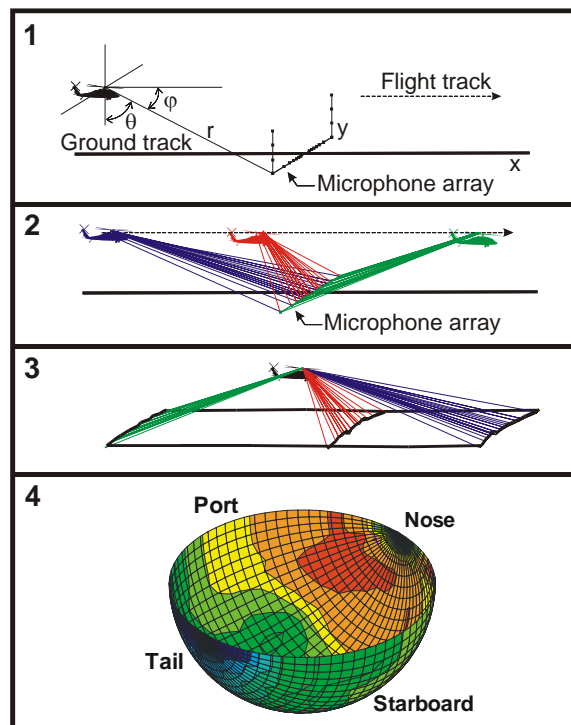 1
Flight track
φ
θ
Ground track
r
y
x
Microphone array
2
Microphone array
3
4
Port
Nose
Tail
Starboard